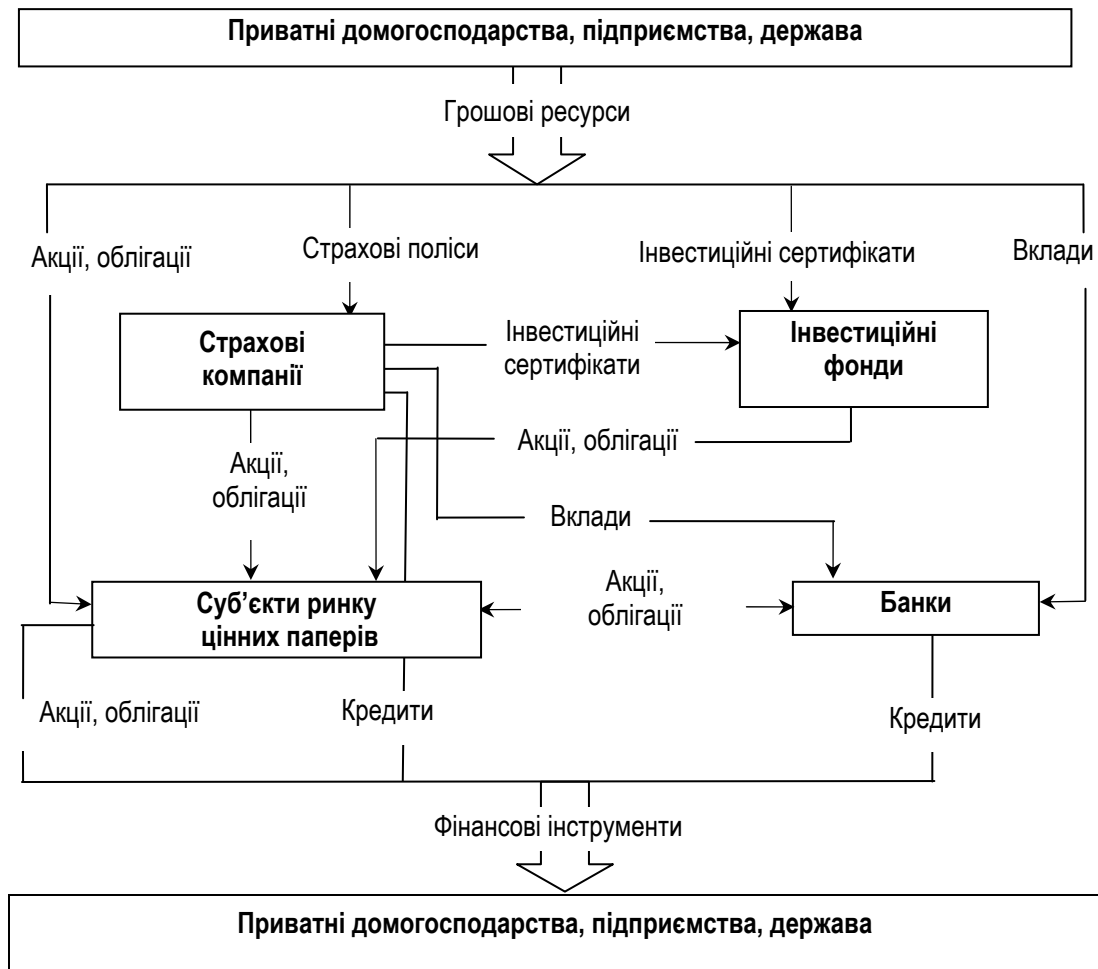 Приватні домогосподарства, підприємства, держава
Грошові ресурси
Акції, облігації
Страхові поліси
Інвестиційні сертифікати
Вклади
Страхові
компанії
Інвестиційні
сертифікати
Інвестиційні
фонди
Акції,
облігації
Акції, облігації
Вклади
Суб’єкти ринку
цінних паперів
Акції,
облігації
Банки
Акції, облігації
Кредити
Кредити
Фінансові інструменти
Приватні домогосподарства, підприємства, держава